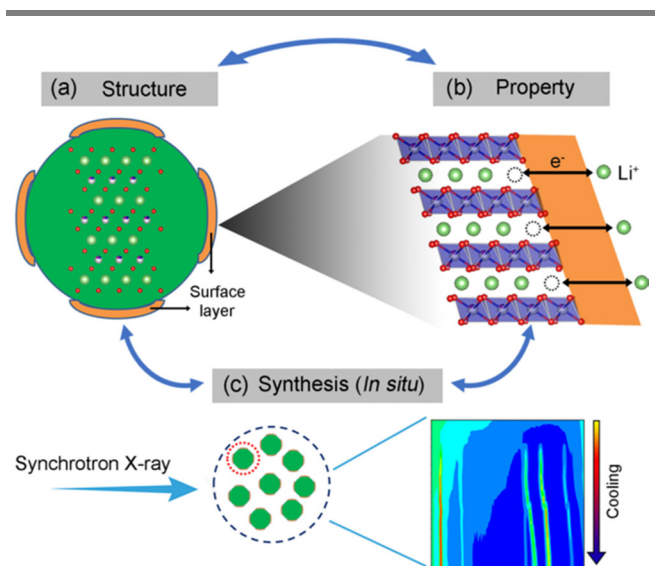 (a) Structure
(b) Property
e-
Li+
Surface
layer
(c) Synthesis (In situ)
Synchrotron X-ray
Cooling